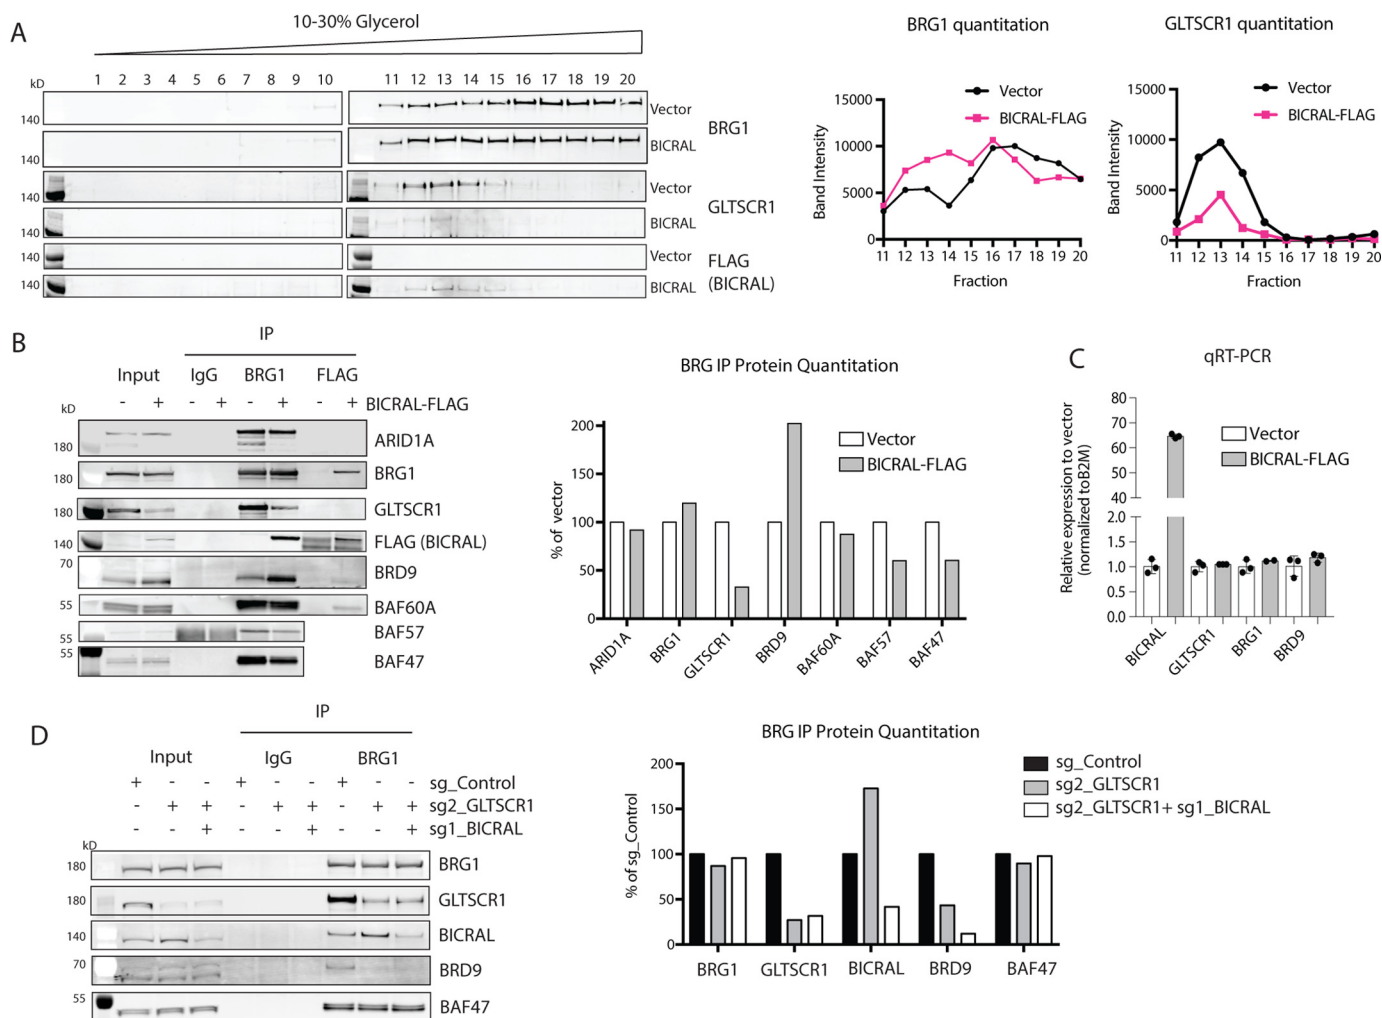 A
10-30% Glycerol
kD 1 2 3 4 5 6 7 8 9 10 11 12 13 14 15 16 17 18 19 20
140 Vector
BRG1
140 BICRAL
140 Vector
GLTSCR1
140 BICRAL
140 Vector
FLAG
(BICRAL)
140 BICRAL
BRG1 quantitation
Vector
BICRAL-FLAG
Band Intensity
15000
10000
5000
0
11 12 13 14 15 16 17 18 19 20
Fraction
GLTSCR1 quantitation
Vector
BICRAL-FLAG
Band Intensity
15000
10000
5000
0
11 12 13 14 15 16 17 18 19 20
Fraction
B
IP
Input IgG BRG1 FLAG
- + - + - + - + BICRAL-FLAG
kD
180 ARID1A
180 BRG1
180 GLTSCR1
140 FLAG (BICRAL)
70 BRD9
55 BAF60A
55 BAF57
55 BAF47
BRG IP Protein Quantitation
Vector
BICRAL-FLAG
% of vector
200
150
100
50
0
ARID1A BRG1 GLTSCR1 BRD9 BAF60A BAF57 BAF47
C
qRT-PCR
Vector
BICRAL-FLAG
Relative expression to vector
(normalized toB2M)
80
70
60
50
40
2.0
1.5
1.0
0.5
0.0
BICRAL GLTSCR1 BRG1 BRD9
D
IP
Input IgG BRG1
+ - - + - - + - - sg_Control
- + + - + + - + + sg2_GLTSCR1
- - + - - + - - + sg1_BICRAL
kD
180 BRG1
180 GLTSCR1
140 BICRAL
70 BRD9
55 BAF47
BRG IP Protein Quantitation
sg_Control
sg2_GLTSCR1
sg2_GLTSCR1+ sg1_BICRAL
% of sg_Control
200
150
100
50
0
BRG1 GLTSCR1 BICRAL BRD9 BAF47